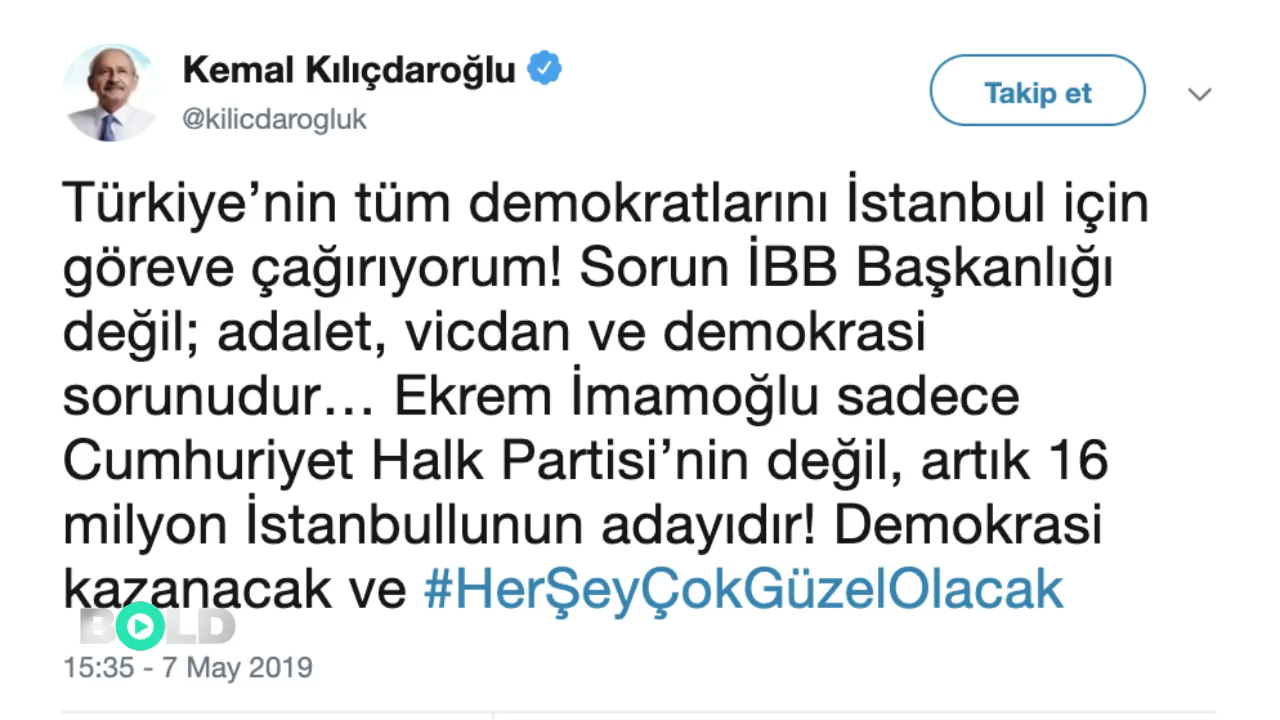 Kemal Kılıçdaroğlu
@kilicdarogluk
Takip et
Türkiye’nin tüm demokratlarını İstanbul için
göreve çağırıyorum! Sorun İBB Başkanlığı
değil; adalet, vicdan ve demokrasi
sorunudur… Ekrem İmamoğlu sadece
Cumhuriyet Halk Partisi’nin değil, artık 16
milyon İstanbullunun adayıdır! Demokrasi
kazanacak ve #HerŞeyÇokGüzelOlacak
BOLD
15:35 - 7 May 2019